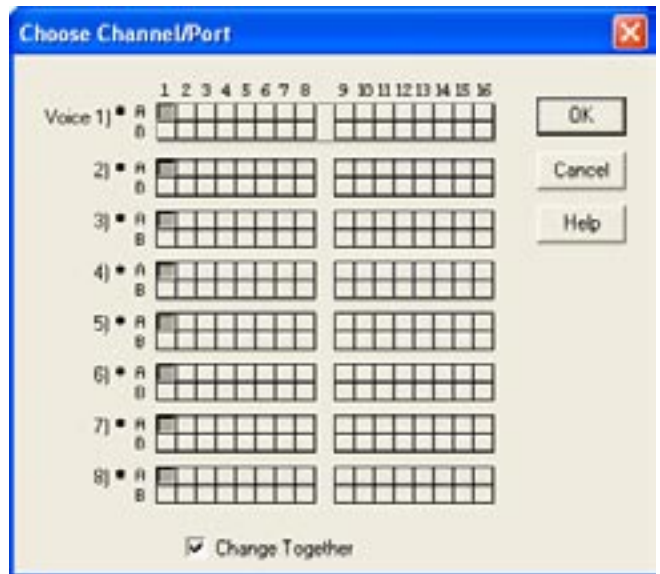 Choose Channel/Port
1 2 3 4 5 6 7 8 9 10 11 12 13 14 15 16
Voice 1) • A
B
OK
2) • A
B
Cancel
3) • A
B
Help
4) • A
B
5) • A
B
6) • A
B
7) • A
B
8) • A
B
Change Together